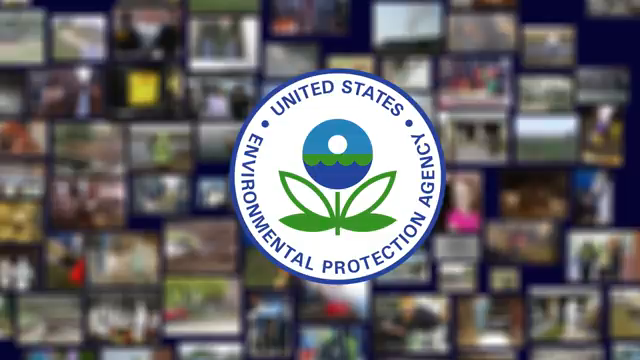 UNITED STATES
ENVIRONMENTAL PROTECTION AGENCY